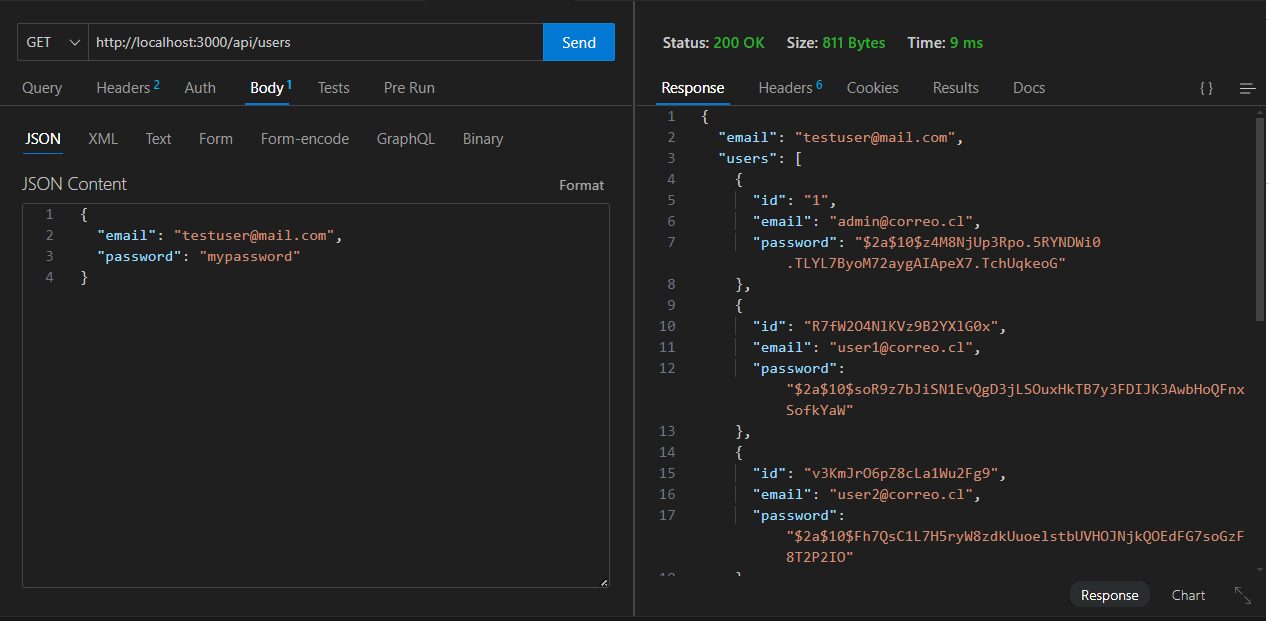 GET http://localhost:3000/api/users Send
Query Headers 2 Auth Body 1 Tests Pre Run
JSON XML Text Form Form-encode GraphQL Binary
JSON Content Format
1 {
2 "email": "testuser@mail.com",
3 "password": "mypassword"
4 }
Status: 200 OK Size: 811 Bytes Time: 9 ms
Response Headers 6 Cookies Results Docs { }
1 {
2 "email": "testuser@mail.com",
3 "users": [
4 {
5 "id": "1",
6 "email": "admin@correo.cl",
7 "password": "$2a$10$z4M8NjUp3Rpo.5RYNDWi0
.TLYL7ByoM72aygAIApeX7.TchUqkeoG"
8 },
9 {
10 "id": "R7fW2O4NlKVz9B2YXlG0x",
11 "email": "user1@correo.cl",
12 "password":
"$2a$10$soR9z7bJiSN1EvQgD3jLSOuxHkTB7y3FDIJK3AwbHoQFnx
SofkYaW"
13 },
14 {
15 "id": "v3KmJrO6pZ8cLa1Wu2Fg9",
16 "email": "user2@correo.cl",
17 "password":
"$2a$10$Fh7QsC1L7H5ryW8zdkUuoelstbUVHOJNjkQOEdFG7soGzF
8T2P2IO"
Response Chart